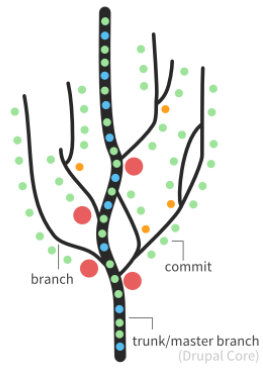 commit
branch
trunk/master branch
(Drupal Core)